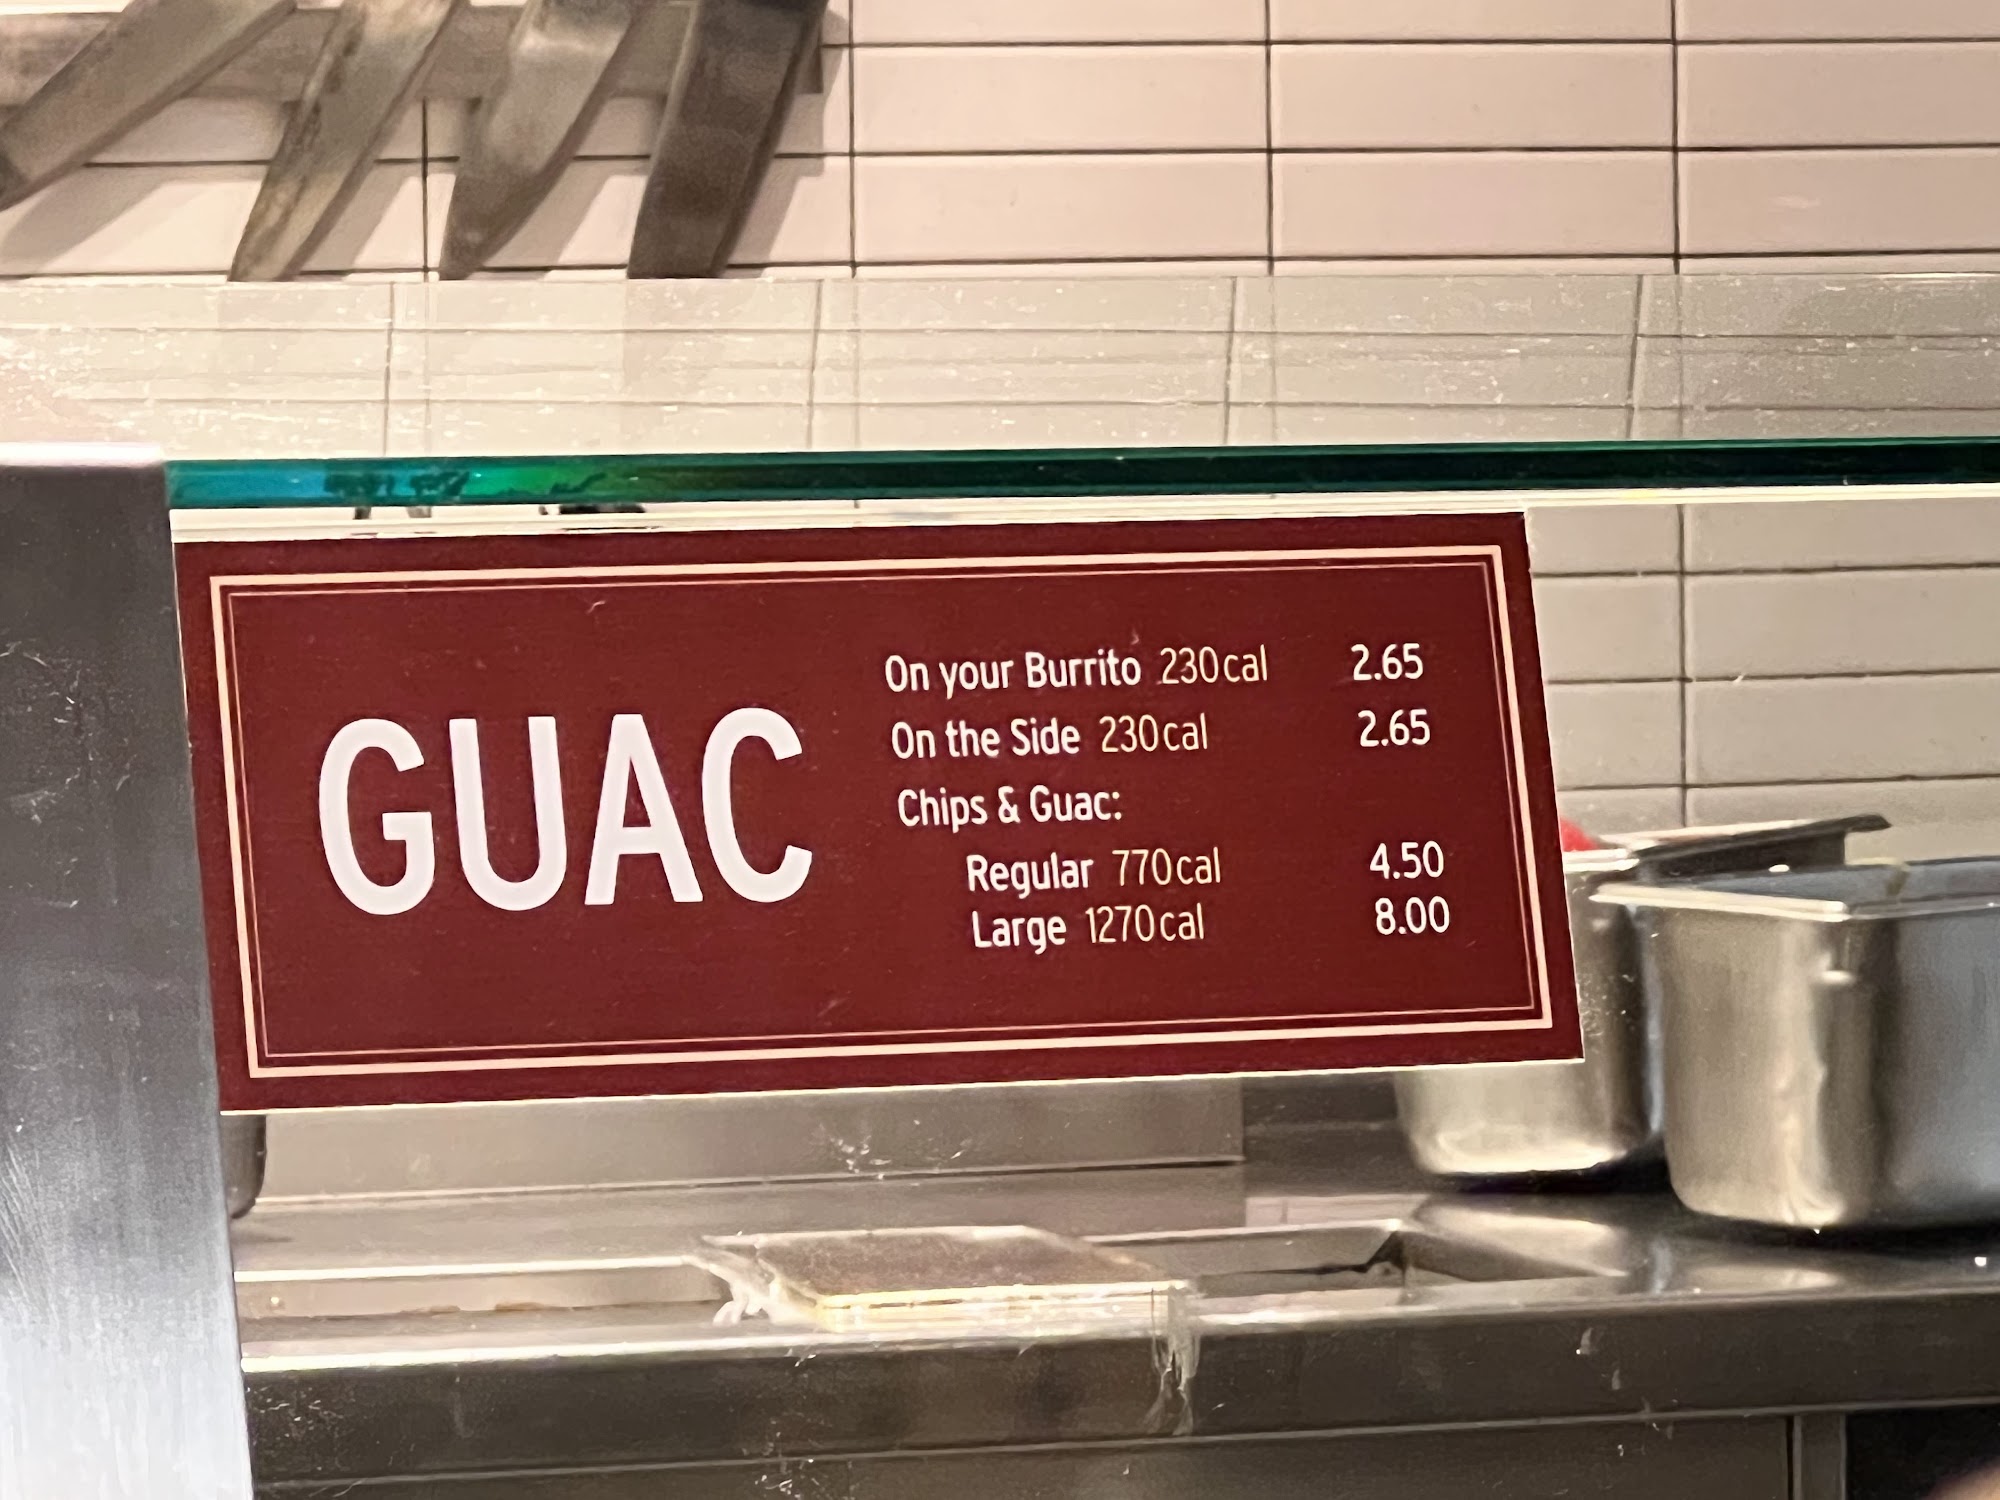 GUAC
On your Burrito 230cal 2.65
On the Side 230cal 2.65
Chips & Guac:
Regular 770cal 4.50
Large 1270cal 8.00